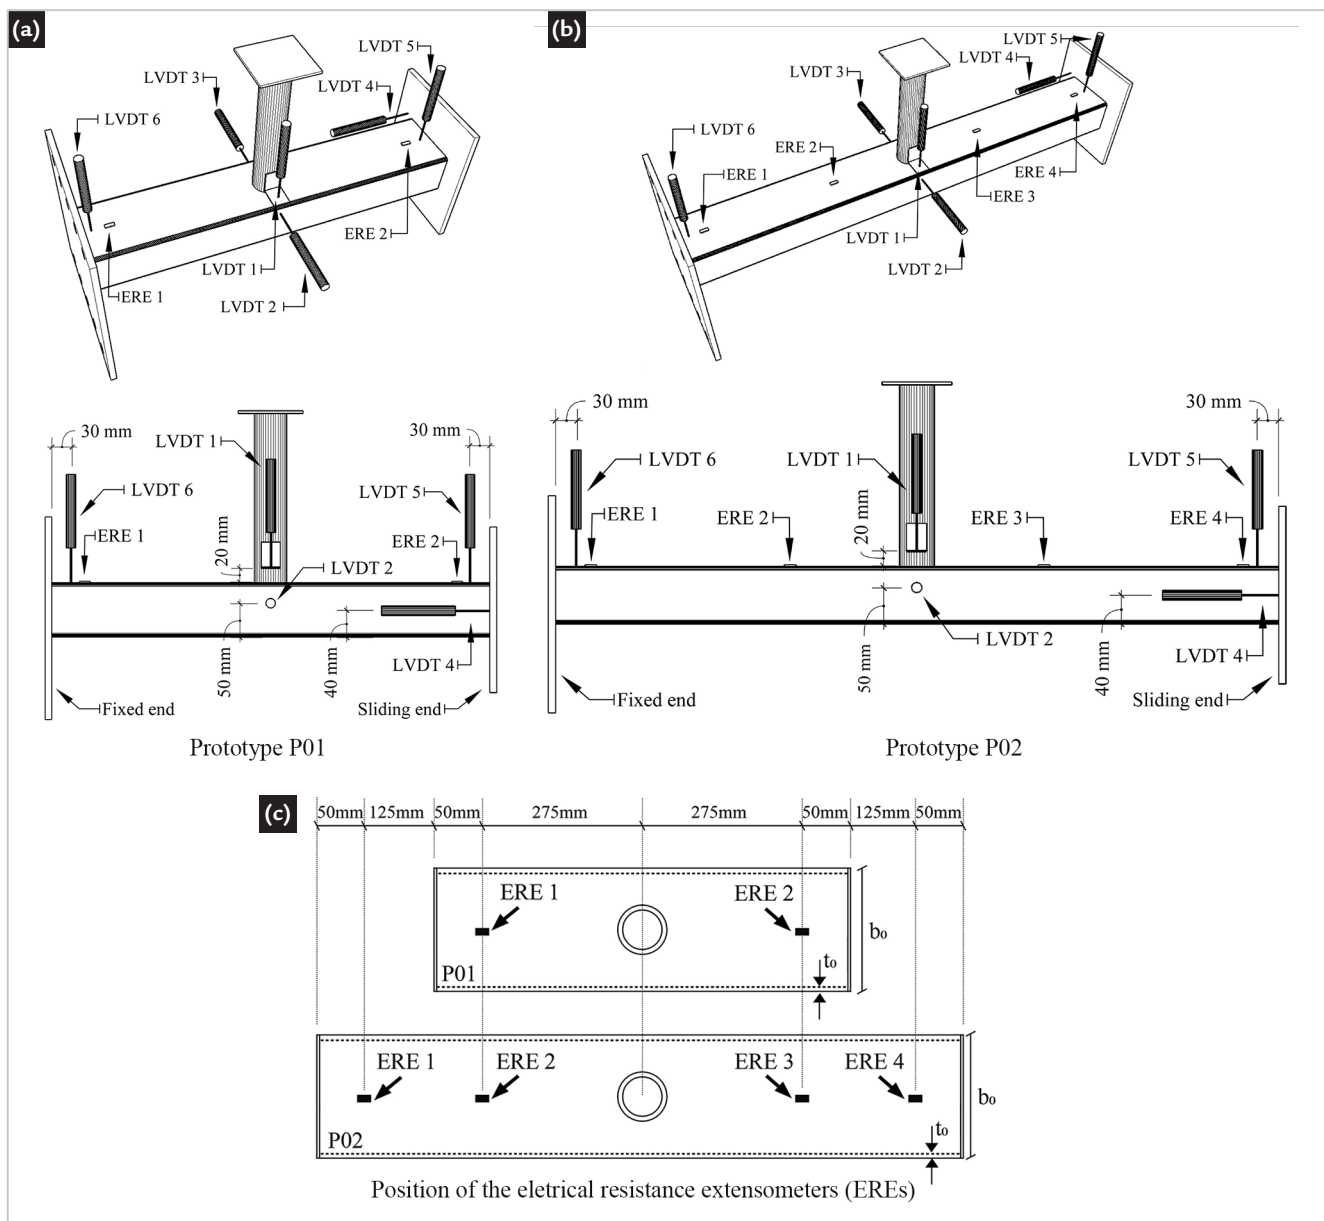 (a)
LVDT 5
LVDT 3
LVDT 4
LVDT 6
ERE 2
LVDT 1
ERE 1
LVDT 2
30 mm
30 mm
LVDT 1
LVDT 6
LVDT 5
ERE 1
20 mm
ERE 2
LVDT 2
50 mm
40 mm
LVDT 4
Fixed end
Sliding end
Prototype P01
(b)
LVDT 5
LVDT 4
LVDT 3
LVDT 6
ERE 2
ERE 1
ERE 4
ERE 3
LVDT 1
LVDT 2
30 mm
30 mm
LVDT 6
LVDT 1
LVDT 5
ERE 1
ERE 2
20 mm
ERE 3
ERE 4
LVDT 2
50 mm
40 mm
LVDT 4
Fixed end
Sliding end
Prototype P02
(c)
50mm 125mm 50mm 275mm 275mm 50mm 125mm 50mm
ERE 1
ERE 2
b₀
t₀
P01
ERE 1
ERE 2
ERE 3
ERE 4
b₀
t₀
P02
Position of the eletrical resistance extensometers (EREs)